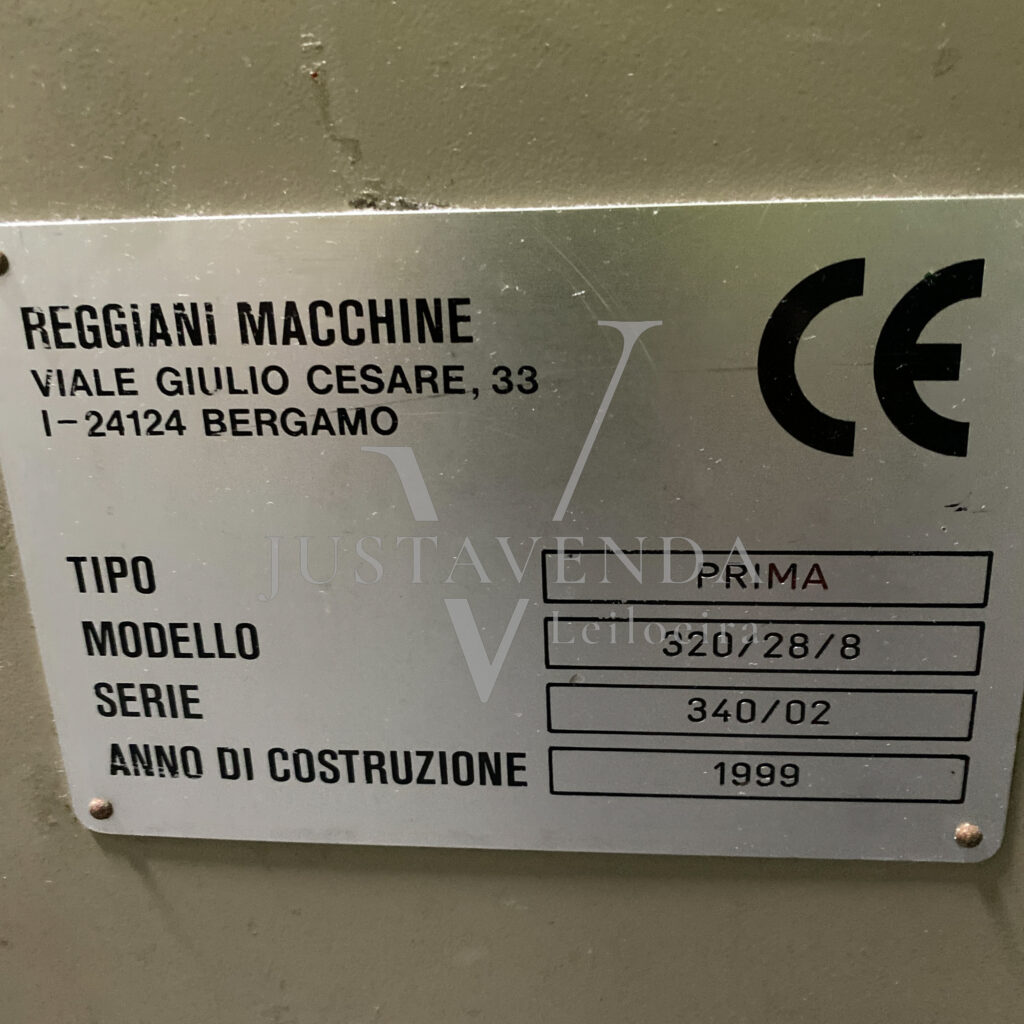 REGGIANI MACCHINE
VIALE GIULIO CESARE, 33
I-24124 BERGAMO
CE
JUSTAVENDA
Leiloeira
TIPO PRIMA
MODELLO 320/28/8
SERIE 340/02
ANNO DI COSTRUZIONE 1999